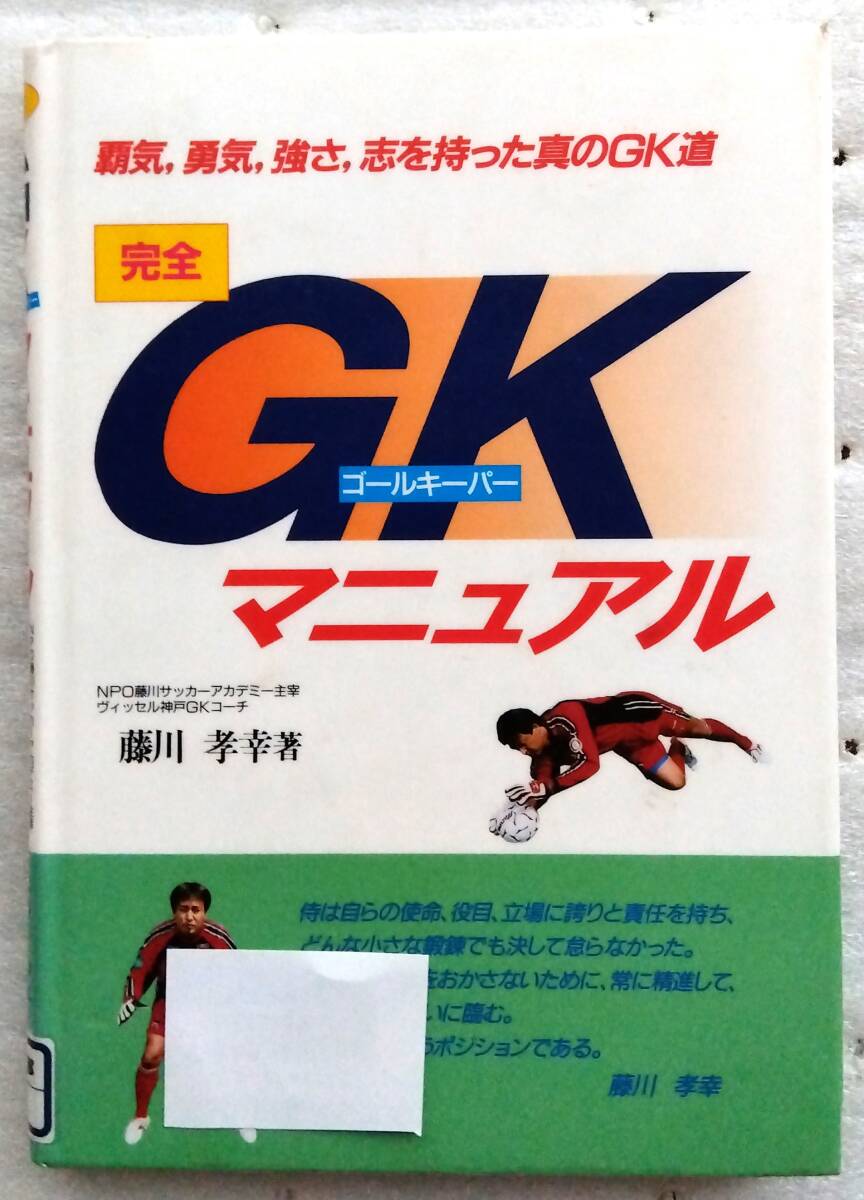 覇気,勇気,強さ,志を持った真のGK道
完全
GK
ゴールキーパー
マニュアル
NPO藤川サッカーアカデミー主宰
ヴィッセル神戸GKコーチ
藤川 孝幸著
侍は自らの使命、役目、立場に誇りと責任を持ち、
どんな小さな鍛錬でも決して怠らなかった。
をおかさないために、常に精進して、
いに臨む。
うポジションである。
藤川 孝幸